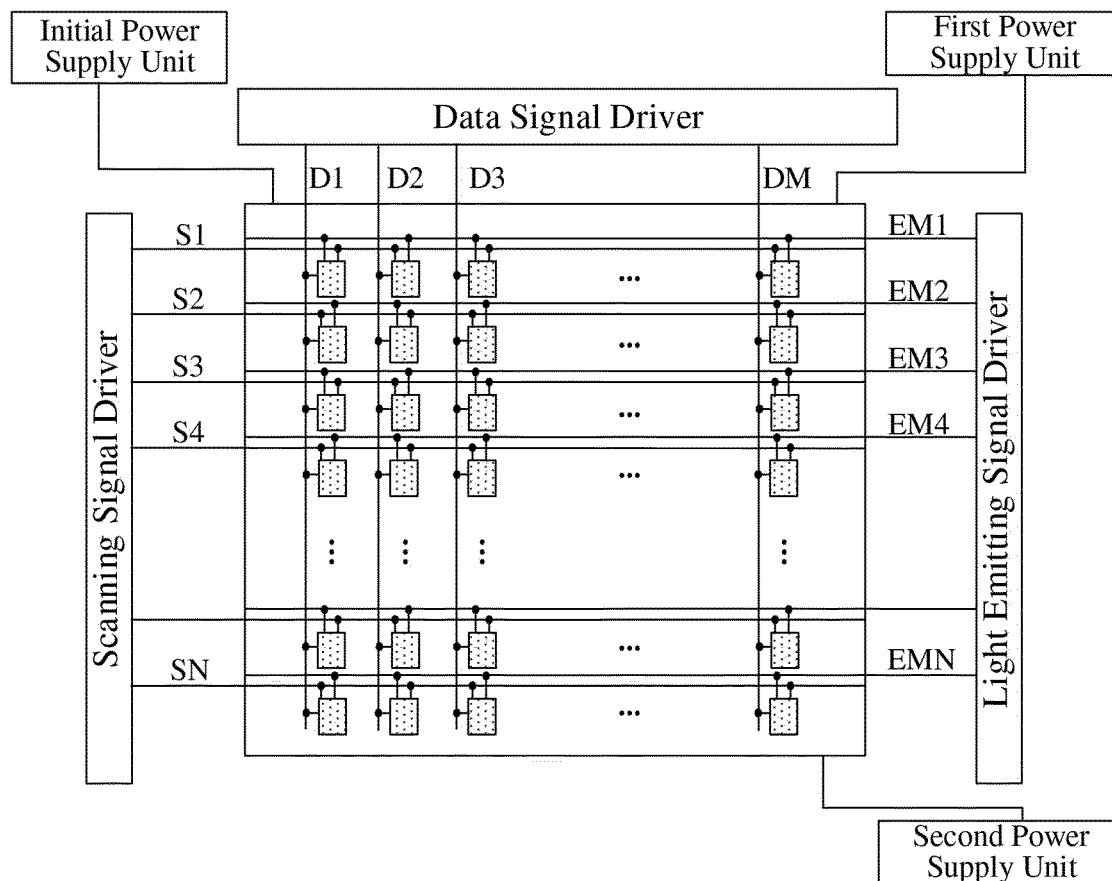 Initial Power
Supply Unit
First Power
Supply Unit
Data Signal Driver
D1 D2 D3 DM
S1 EM1
S2 EM2
S3 EM3
S4 EM4
... 
SN EMN
Scanning Signal Driver
Light Emitting Signal Driver
Second Power
Supply Unit